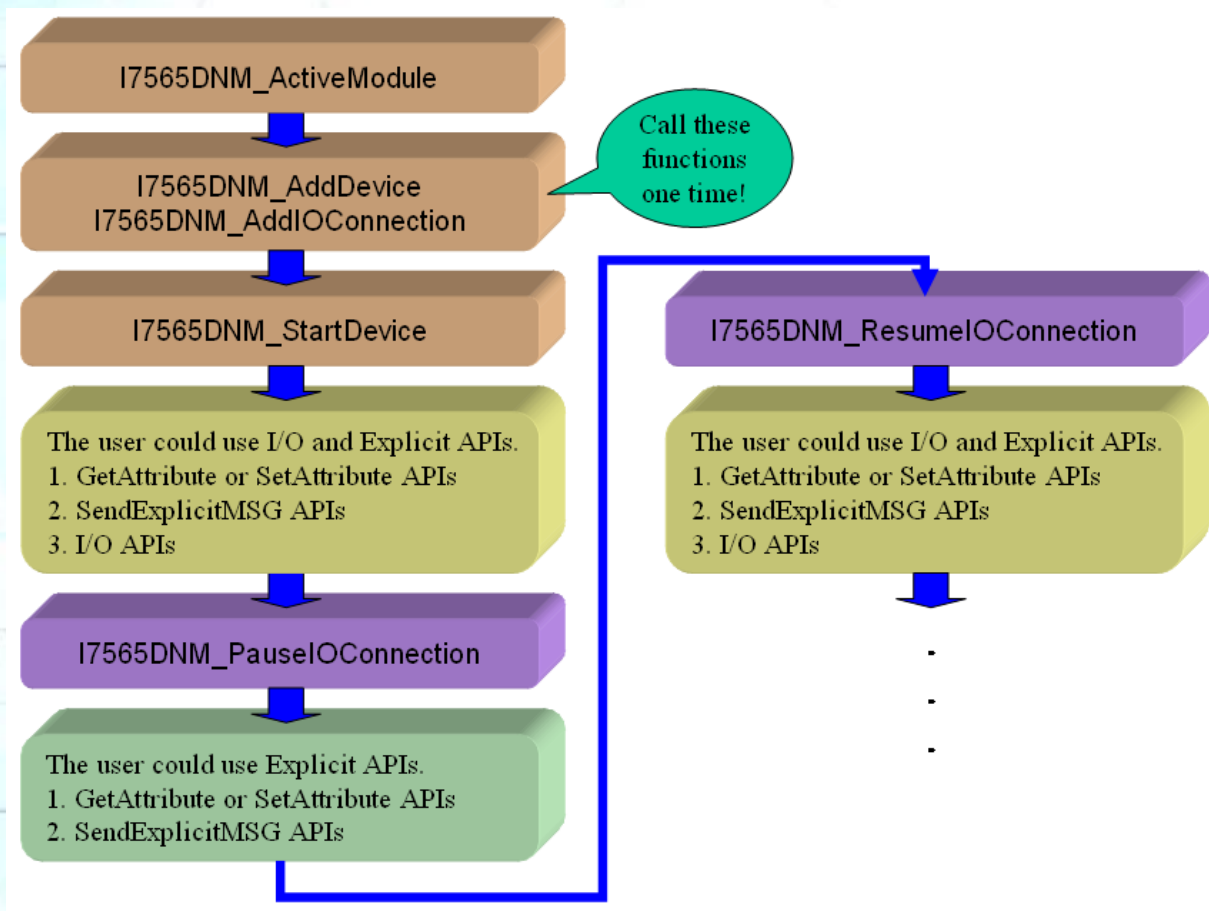 I7565DNM_ActiveModule
I7565DNM_AddDevice
I7565DNM_AddIOConnection
Call these
functions
one time!
I7565DNM_StartDevice
The user could use I/O and Explicit APIs.
1. GetAttribute or SetAttribute APIs
2. SendExplicitMSG APIs
3. I/O APIs
I7565DNM_PauseIOConnection
The user could use Explicit APIs.
1. GetAttribute or SetAttribute APIs
2. SendExplicitMSG APIs
I7565DNM_ResumeIOConnection
The user could use I/O and Explicit APIs.
1. GetAttribute or SetAttribute APIs
2. SendExplicitMSG APIs
3. I/O APIs